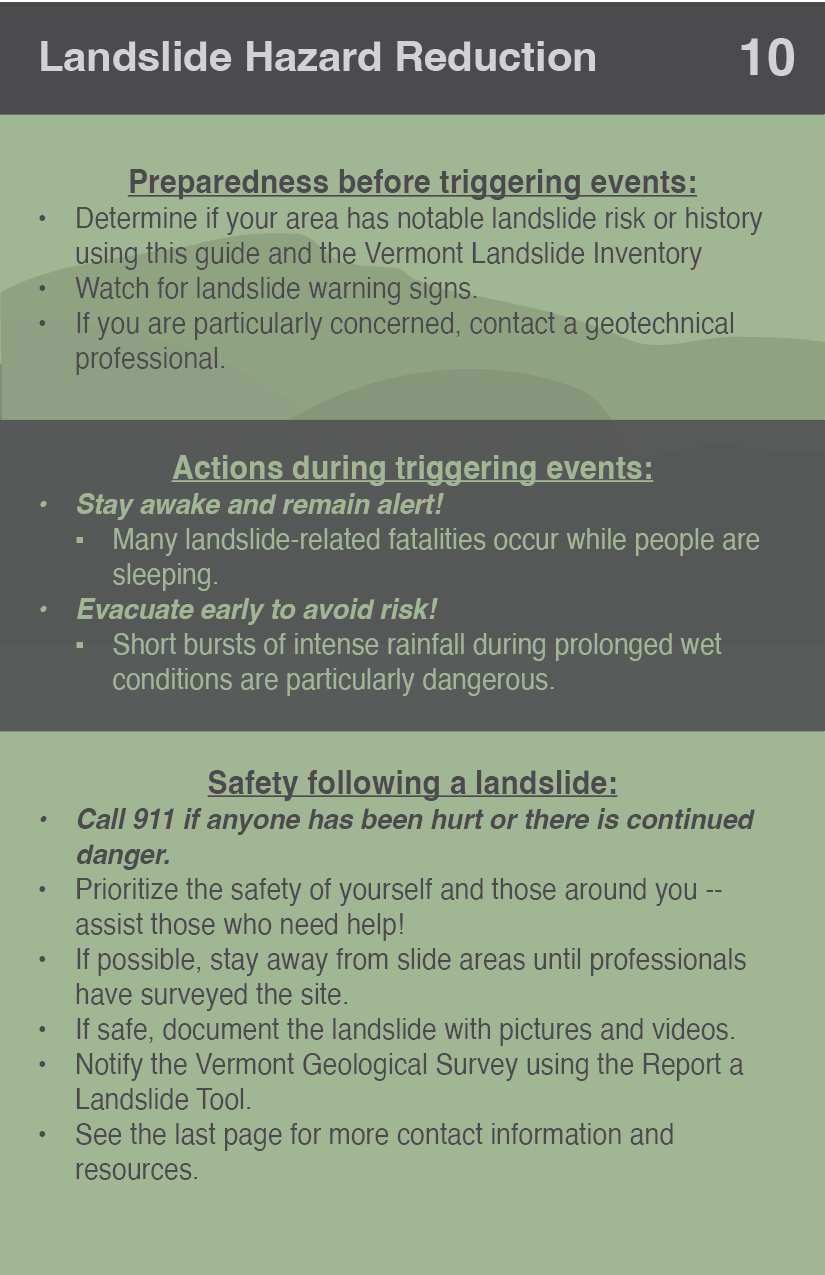 Landslide Hazard Reduction 10
Preparedness before triggering events:
• Determine if your area has notable landslide risk or history
using this guide and the Vermont Landslide Inventory
• Watch for landslide warning signs.
• If you are particularly concerned, contact a geotechnical
professional.
Actions during triggering events:
• Stay awake and remain alert!
▪ Many landslide-related fatalities occur while people are
sleeping.
• Evacuate early to avoid risk!
▪ Short bursts of intense rainfall during prolonged wet
conditions are particularly dangerous.
Safety following a landslide:
• Call 911 if anyone has been hurt or there is continued
danger.
• Prioritize the safety of yourself and those around you --
assist those who need help!
• If possible, stay away from slide areas until professionals
have surveyed the site.
• If safe, document the landslide with pictures and videos.
• Notify the Vermont Geological Survey using the Report a
Landslide Tool.
• See the last page for more contact information and
resources.